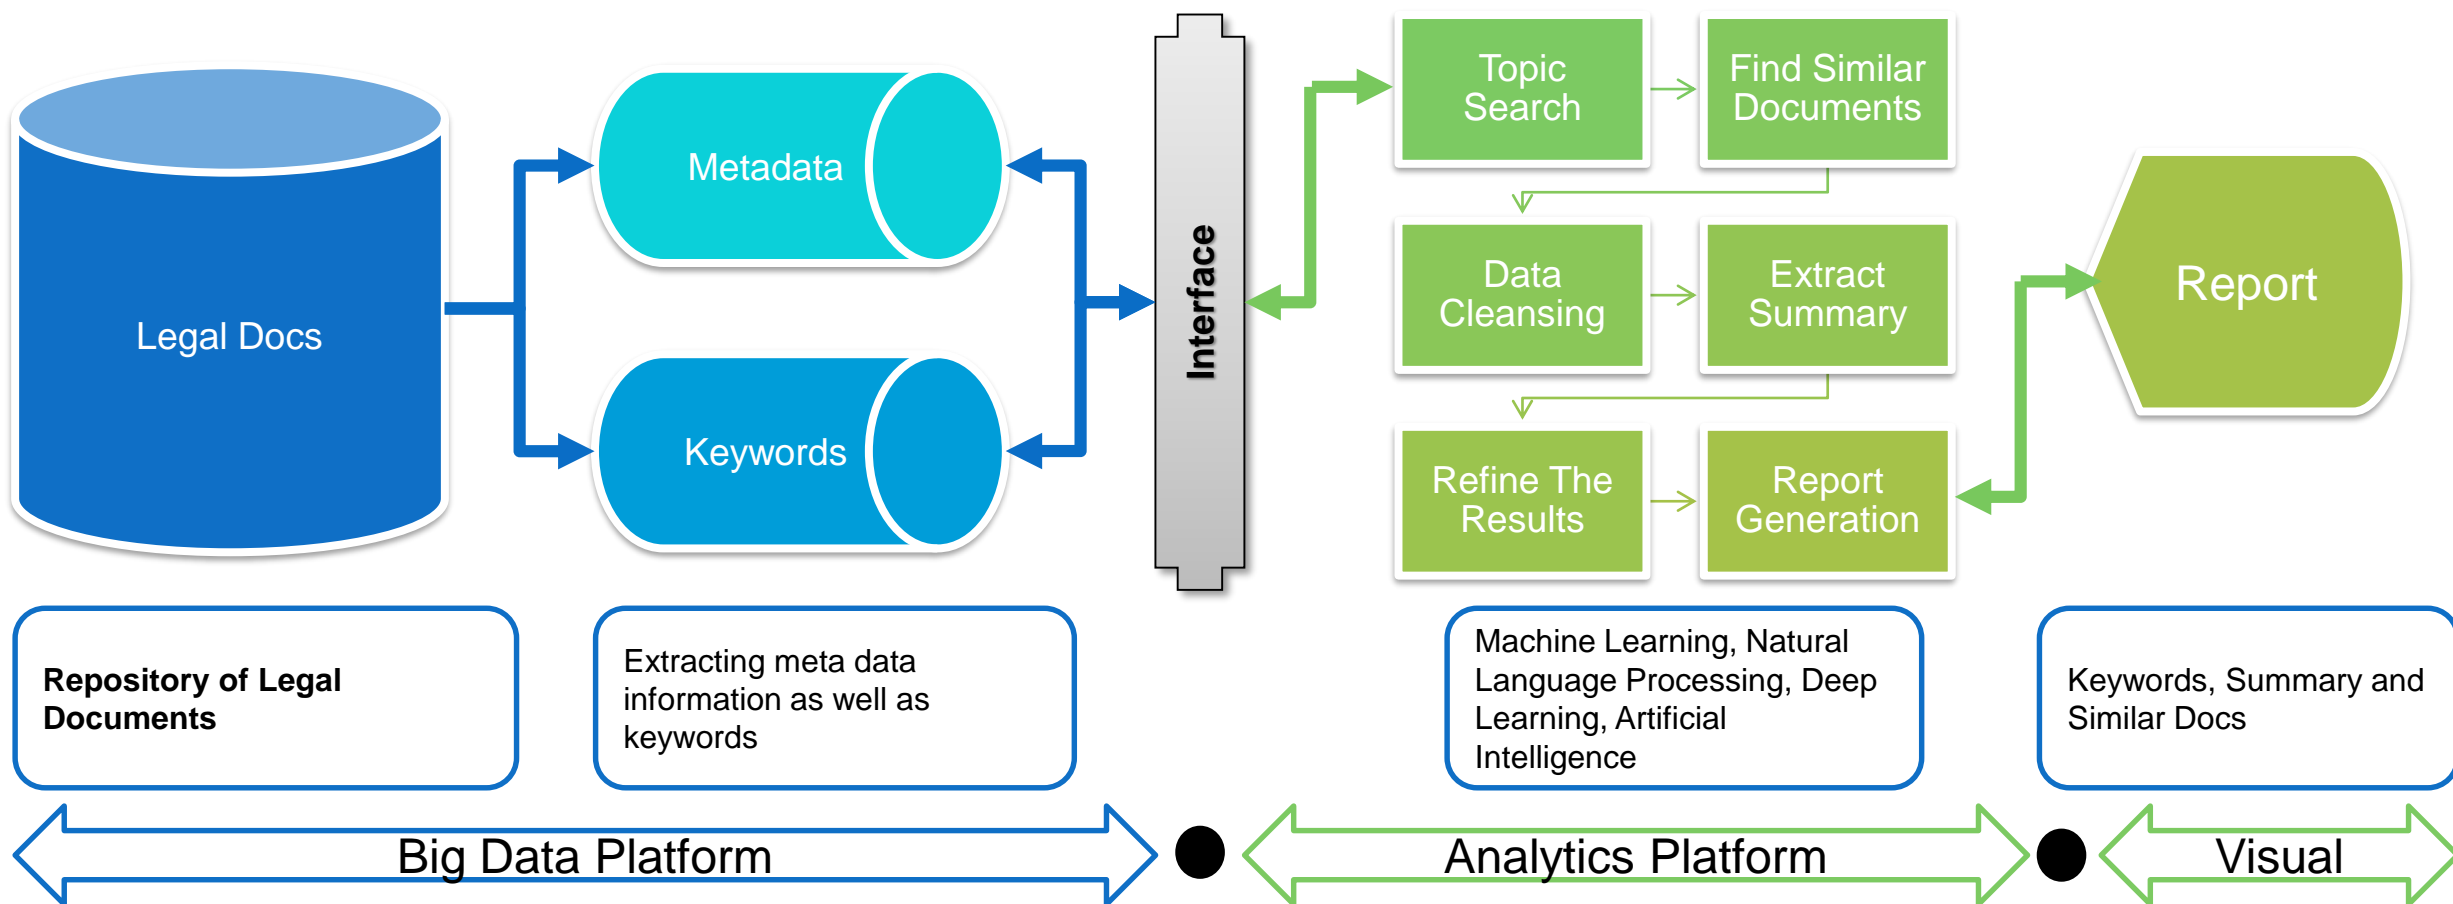 Legal Docs
Metadata
Keywords
Interface
Topic
Search
Find Similar
Documents
Data
Cleansing
Extract
Summary
Refine The
Results
Report
Generation
Report
Repository of Legal
Documents
Extracting meta data
information as well as
keywords
Machine Learning, Natural
Language Processing, Deep
Learning, Artificial
Intelligence
Keywords, Summary and
Similar Docs
Big Data Platform
Analytics Platform
Visual